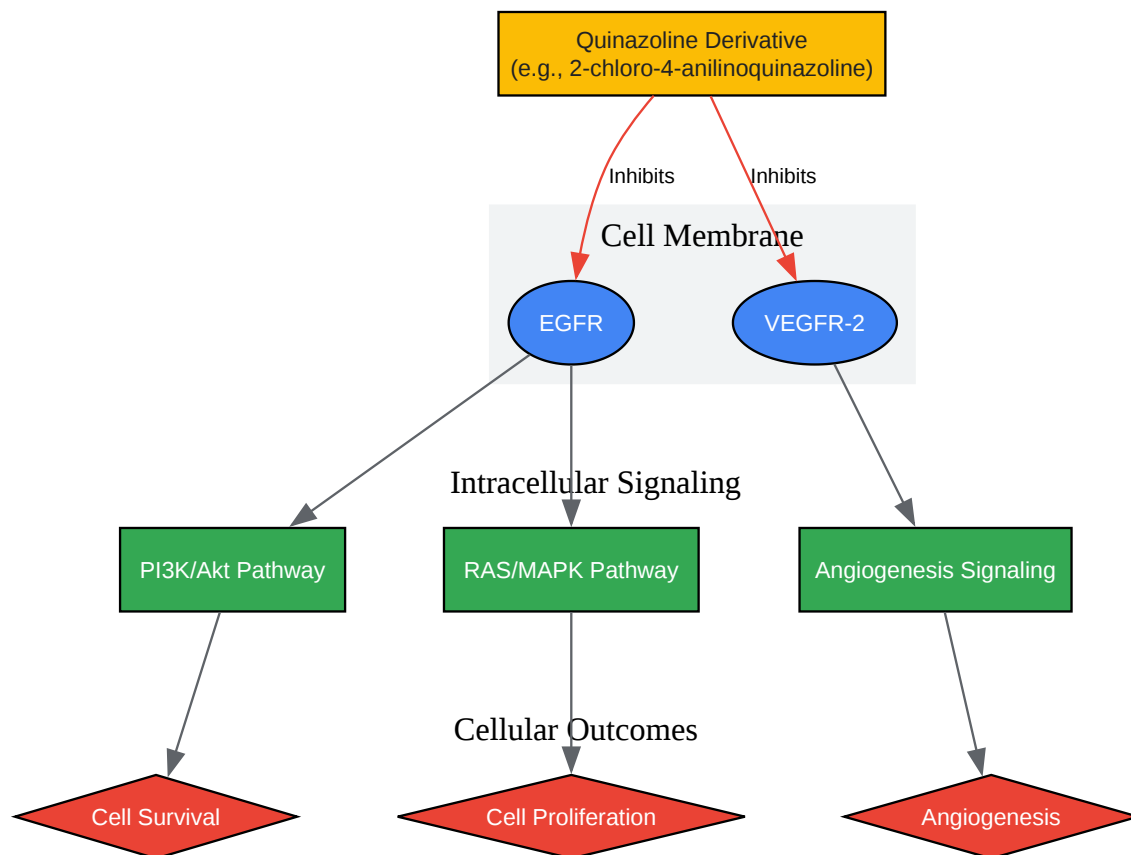 Quinazoline Derivative
(e.g., 2-chloro-4-anilinoquinazoline)
Inhibits
Inhibits
Cell Membrane
EGFR
VEGFR-2
Intracellular Signaling
PI3K/Akt Pathway
RAS/MAPK Pathway
Angiogenesis Signaling
Cellular Outcomes
Cell Survival
Cell Proliferation
Angiogenesis